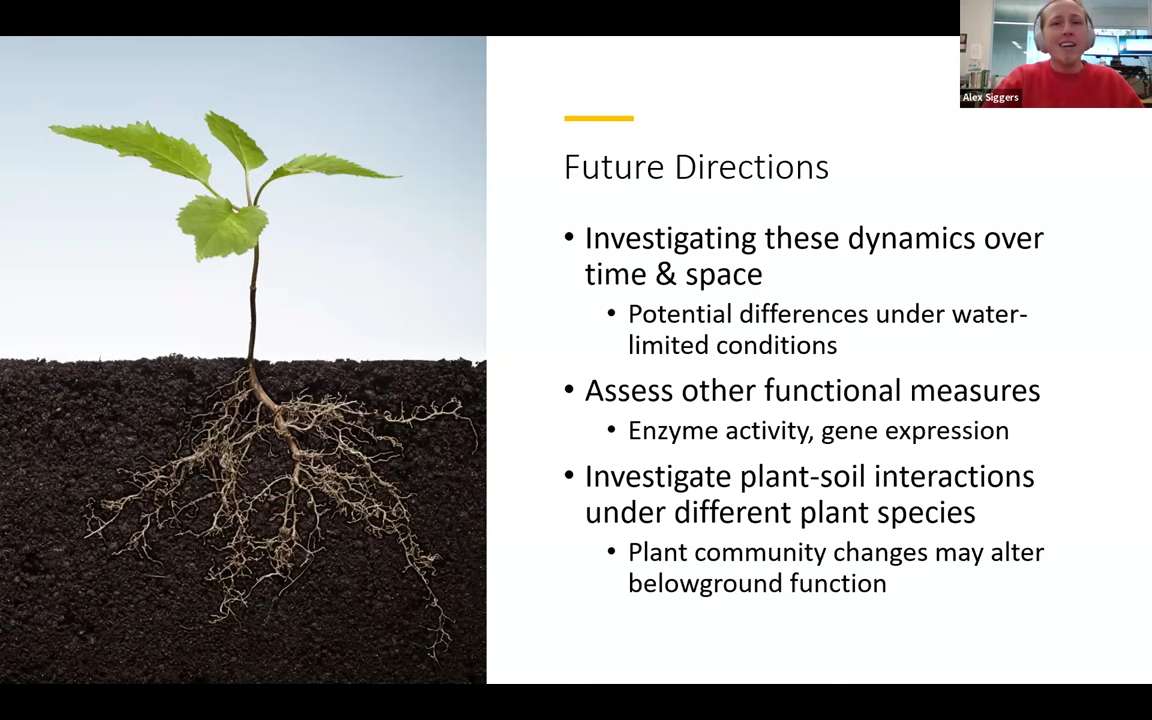 Alex Siggers
Future Directions
• Investigating these dynamics over
time & space
• Potential differences under water-
limited conditions
• Assess other functional measures
• Enzyme activity, gene expression
• Investigate plant-soil interactions
under different plant species
• Plant community changes may alter
belowground function